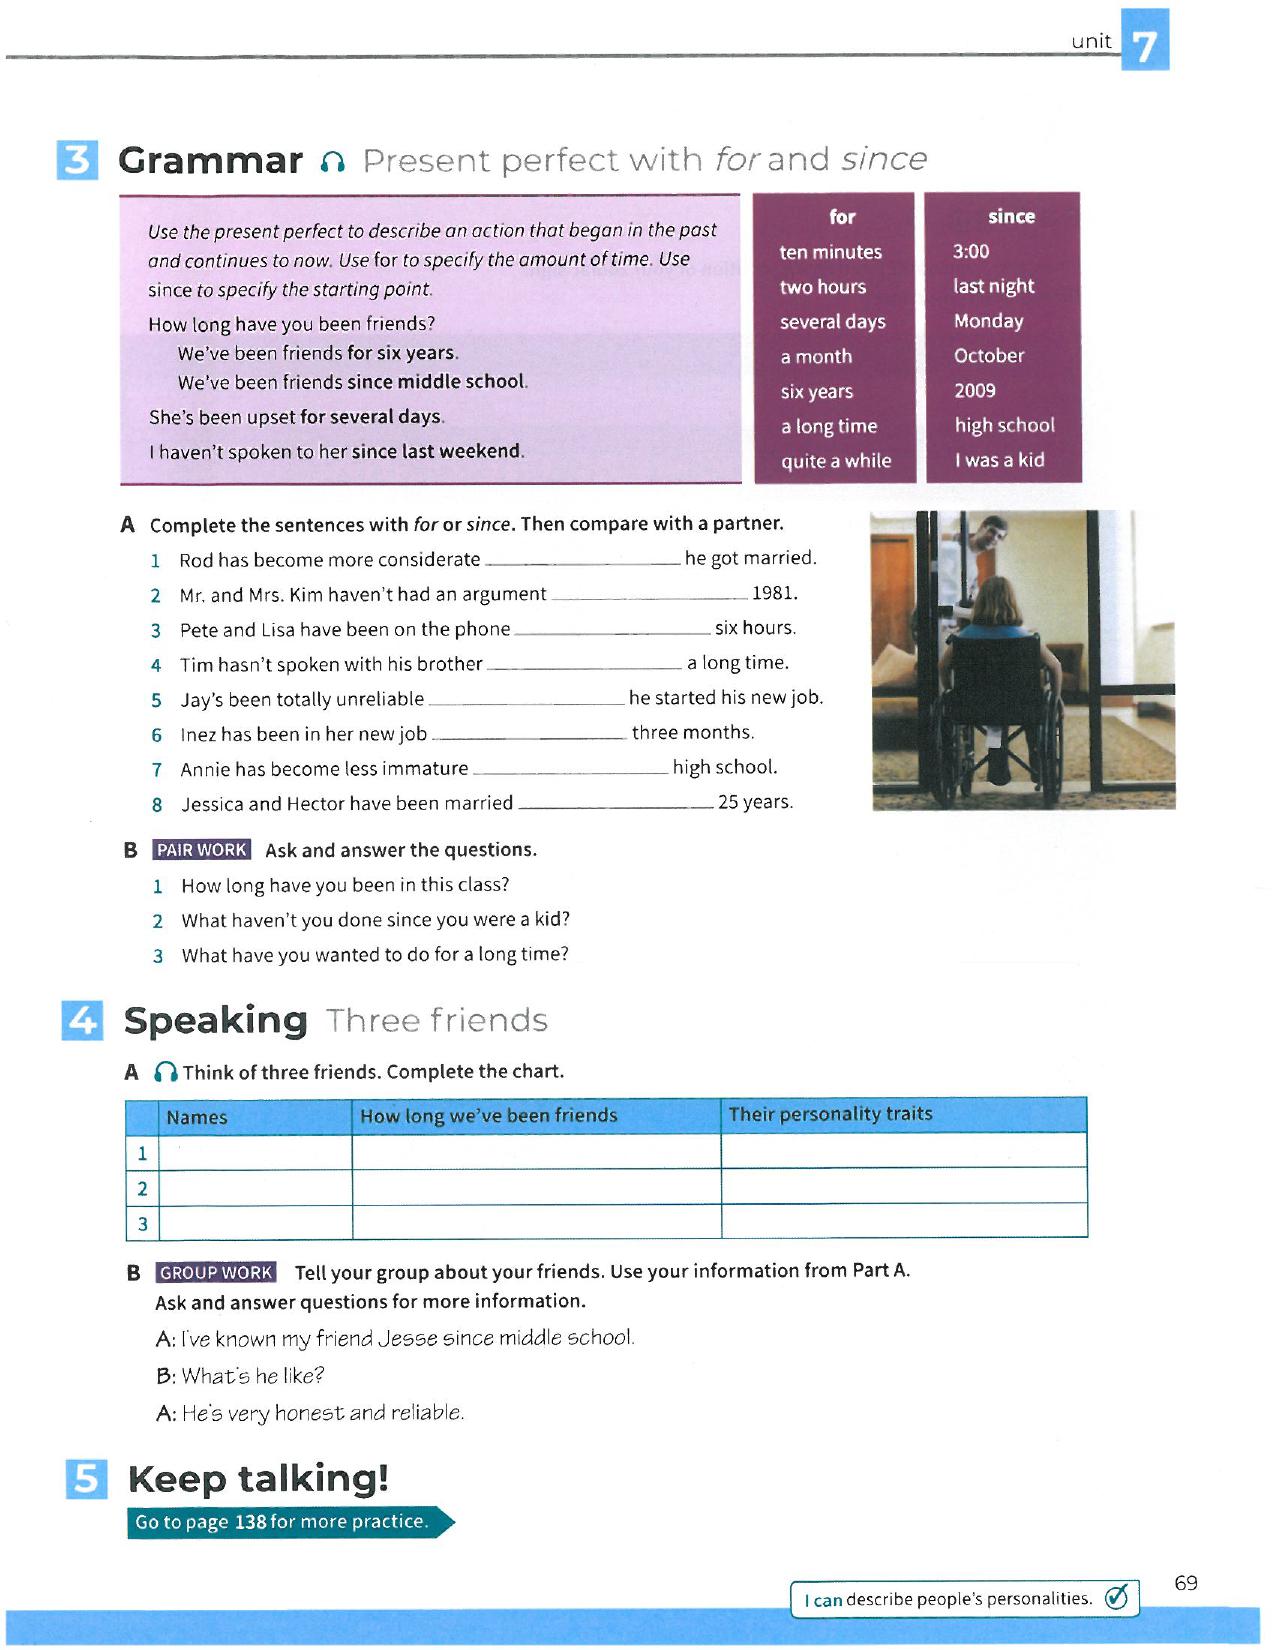 unit 7
3 Grammar Present perfect with for and since
Use the present perfect to describe an action that began in the past
and continues to now. Use for to specify the amount of time. Use
since to specify the starting point.
How long have you been friends?
We've been friends for six years.
We've been friends since middle school.
She's been upset for several days.
I haven't spoken to her since last weekend.
for
ten minutes
two hours
several days
a month
six years
a long time
quite a while
since
3:00
last night
Monday
October
2009
high school
I was a kid
A Complete the sentences with for or since. Then compare with a partner.
1 Rod has become more considerate ____________ he got married.
2 Mr. and Mrs. Kim haven't had an argument ____________ 1981.
3 Pete and Lisa have been on the phone ____________ six hours.
4 Tim hasn't spoken with his brother ____________ a long time.
5 Jay's been totally unreliable ____________ he started his new job.
6 Inez has been in her new job ____________ three months.
7 Annie has become less immature ____________ high school.
8 Jessica and Hector have been married ____________ 25 years.
B PAIR WORK Ask and answer the questions.
1 How long have you been in this class?
2 What haven't you done since you were a kid?
3 What have you wanted to do for a long time?
4 Speaking Three friends
A Think of three friends. Complete the chart.
Names How long we've been friends Their personality traits
1
2
3
B GROUP WORK Tell your group about your friends. Use your information from Part A.
Ask and answer questions for more information.
A: I've known my friend Jesse since middle school.
B: What's he like?
A: He's very honest and reliable.
5 Keep talking!
Go to page 138 for more practice.
I can describe people's personalities.
69